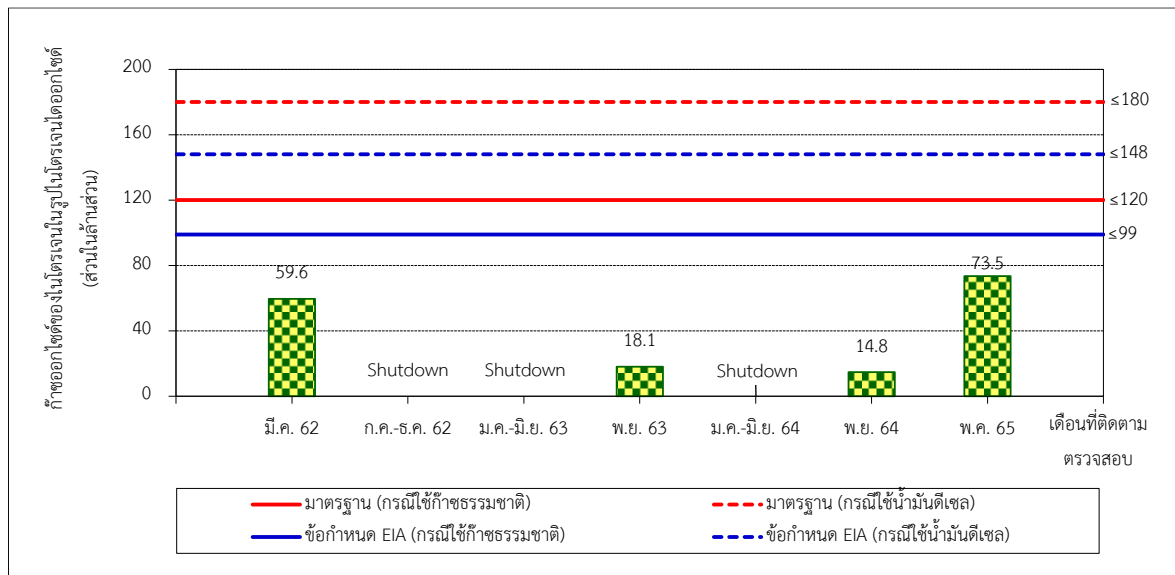 ก๊าซออกไซด์ของไนโตรเจนในรูปไนโตรเจนไดออกไซด์
(ส่วนในล้านส่วน)
200
160
120
80
40
0
≤180
≤148
≤120
≤99
59.6
Shutdown
Shutdown
18.1
Shutdown
14.8
73.5
มี.ค. 62
ก.ค.-ธ.ค. 62
ม.ค.-มิ.ย. 63
พ.ย. 63
ม.ค.-มิ.ย. 64
พ.ย. 64
พ.ค. 65
เดือนที่ติดตาม
ตรวจสอบ
มาตรฐาน (กรณีใช้ก๊าซธรรมชาติ)
มาตรฐาน (กรณีใช้น้ำมันดีเซล)
ข้อกำหนด EIA (กรณีใช้ก๊าซธรรมชาติ)
ข้อกำหนด EIA (กรณีใช้น้ำมันดีเซล)